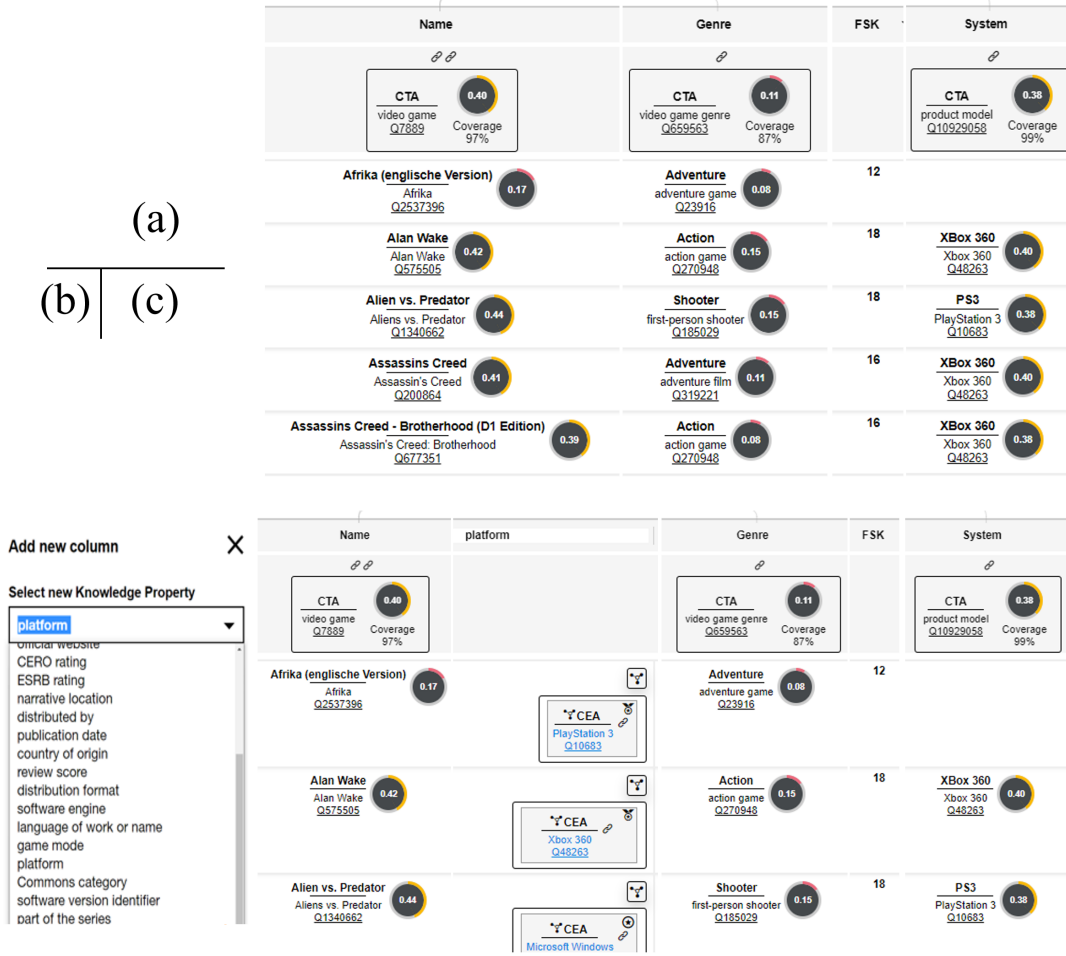 (a)
(b) (c)
Name Genre FSK System
CTA
video game
Q7889
0.40
Coverage
97%
CTA
video game genre
Q659563
0.11
Coverage
87%
CTA
product model
Q10929058
0.38
Coverage
99%
Afrika (englische Version)
Afrika
Q2537396
0.17
Adventure
adventure game
Q23916
0.08
12
Alan Wake
Alan Wake
Q575505
0.42
Action
action game
Q270948
0.15
18
XBox 360
Xbox 360
Q48263
0.40
Alien vs. Predator
Aliens vs. Predator
Q1340662
0.44
Shooter
first-person shooter
Q185029
0.15
18
PS3
PlayStation 3
Q10683
0.38
Assassins Creed
Assassin's Creed
Q200864
0.41
Adventure
adventure film
Q319221
0.11
16
XBox 360
Xbox 360
Q48263
0.40
Assassins Creed - Brotherhood (D1 Edition)
Assassin's Creed: Brotherhood
Q677351
0.39
Action
action game
Q270948
0.08
16
XBox 360
Xbox 360
Q48263
0.38
Add new column
Select new Knowledge Property
platform
official website
CERO rating
ESRB rating
narrative location
distributed by
publication date
country of origin
review score
distribution format
software engine
language of work or name
game mode
platform
Commons category
software version identifier
part of the series
Name platform Genre FSK System
CTA
video game
Q7889
0.40
Coverage
97%
CTA
video game genre
Q659563
0.11
Coverage
87%
CTA
product model
Q10929058
0.38
Coverage
99%
Afrika (englische Version)
Afrika
Q2537396
0.17
CEA
PlayStation 3
Q10683
Adventure
adventure game
Q23916
0.08
12
Alan Wake
Alan Wake
Q575505
0.42
CEA
Xbox 360
Q48263
Action
action game
Q270948
0.15
18
XBox 360
Xbox 360
Q48263
0.40
Alien vs. Predator
Aliens vs. Predator
Q1340662
0.44
CEA
Microsoft Windows
Shooter
first-person shooter
Q185029
0.15
18
PS3
PlayStation 3
Q10683
0.38